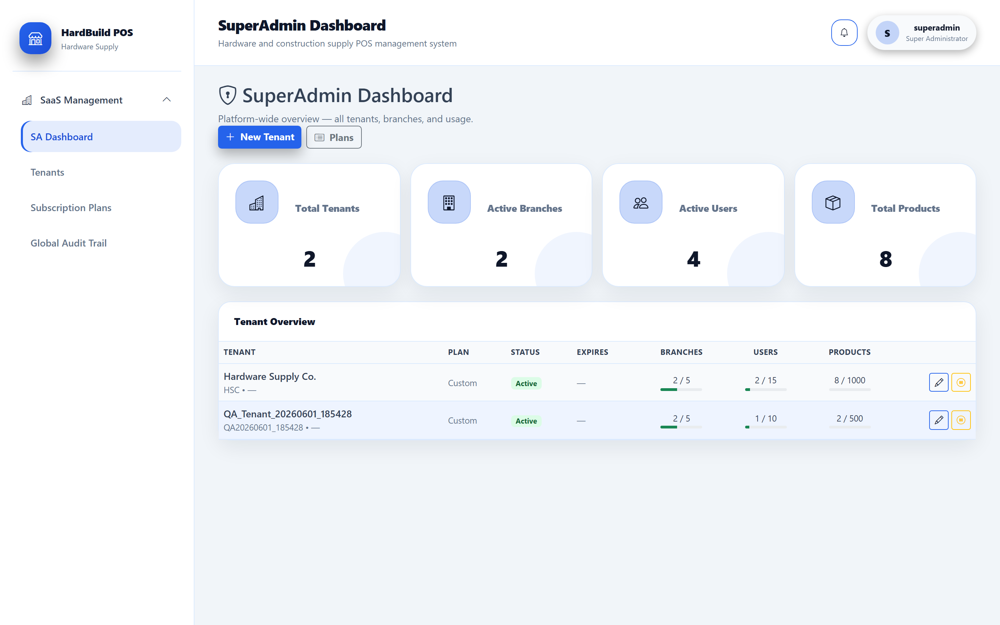 HardBuild POS
Hardware Supply
SaaS Management
SA Dashboard
Tenants
Subscription Plans
Global Audit Trail
SuperAdmin Dashboard
Hardware and construction supply POS management system
S
superadmin
Super Administrator
SuperAdmin Dashboard
Platform-wide overview — all tenants, branches, and usage.
New Tenant
Plans
Total Tenants
2
Active Branches
2
Active Users
4
Total Products
8
Tenant Overview
TENANT PLAN STATUS EXPIRES BRANCHES USERS PRODUCTS
Hardware Supply Co.
HSC • —
Custom Active — 2 / 5 2 / 15 8 / 1000
QA_Tenant_20260601_185428
QA20260601_185428 • —
Custom Active — 2 / 5 1 / 10 2 / 500